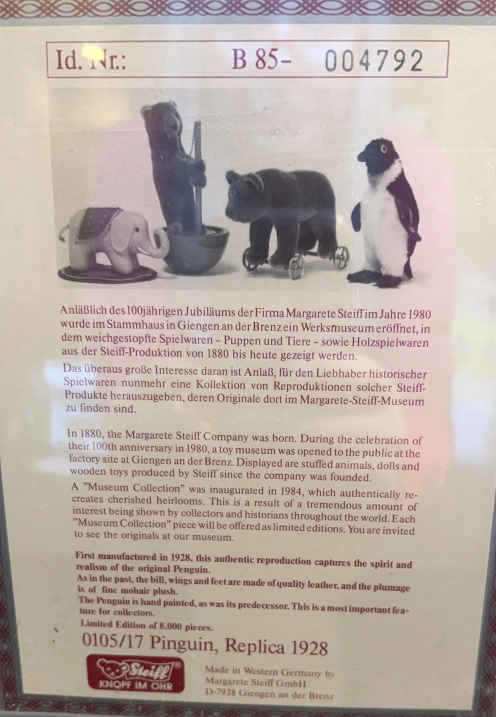 Id. Nr.: B 85- 004792
Anläßlich des 100jährigen Jubiläums der Firma Margarete Steiff im Jahre 1980
wurde im Stammhaus in Giengen an der Brenz ein Werksmuseum eröffnet, in
dem weichgestopfte Spielwaren – Puppen und Tiere – sowie Holzspielwaren
aus der Steiff-Produktion von 1880 bis heute gezeigt werden.
Das überaus große Interesse daran ist Anlaß, für den Liebhaber historischer
Spielwaren nunmehr eine Kollektion von Reproduktionen solcher Steiff-
Produkte herauszugeben, deren Originale dort im Margarete-Steiff-Museum
zu finden sind.
In 1880, the Margarete Steiff Company was born. During the celebration of
their 100th anniversary in 1980, a toy museum was opened to the public at the
factory site at Giengen an der Brenz. Displayed are stuffed animals, dolls and
wooden toys produced by Steiff since the company was founded.
A "Museum Collection" was inaugurated in 1984, which authentically re-
creates cherished heirlooms. This is a result of a tremendous amount of
interest being shown by collectors and historians throughout the world. Each
"Museum Collection" piece will be offered as limited editions. You are invited
to see the originals at our museum.
First manufactured in 1928, this authentic reproduction captures the spirit and
realism of the original Penguin.
As in the past, the bill, wings and feet are made of quality leather, and the plumage
is of fine mohair plush.
The Penguin is hand painted, as was its predecessor. This is a most important fea-
ture for collectors.
Limited Edition of 8.000 pieces.
0105/17 Pinguin, Replica 1928
Steiff®
KNOPF IM OHR
Made in Western Germany by
Margarete Steiff GmbH
D-7928 Giengen an der Brenz